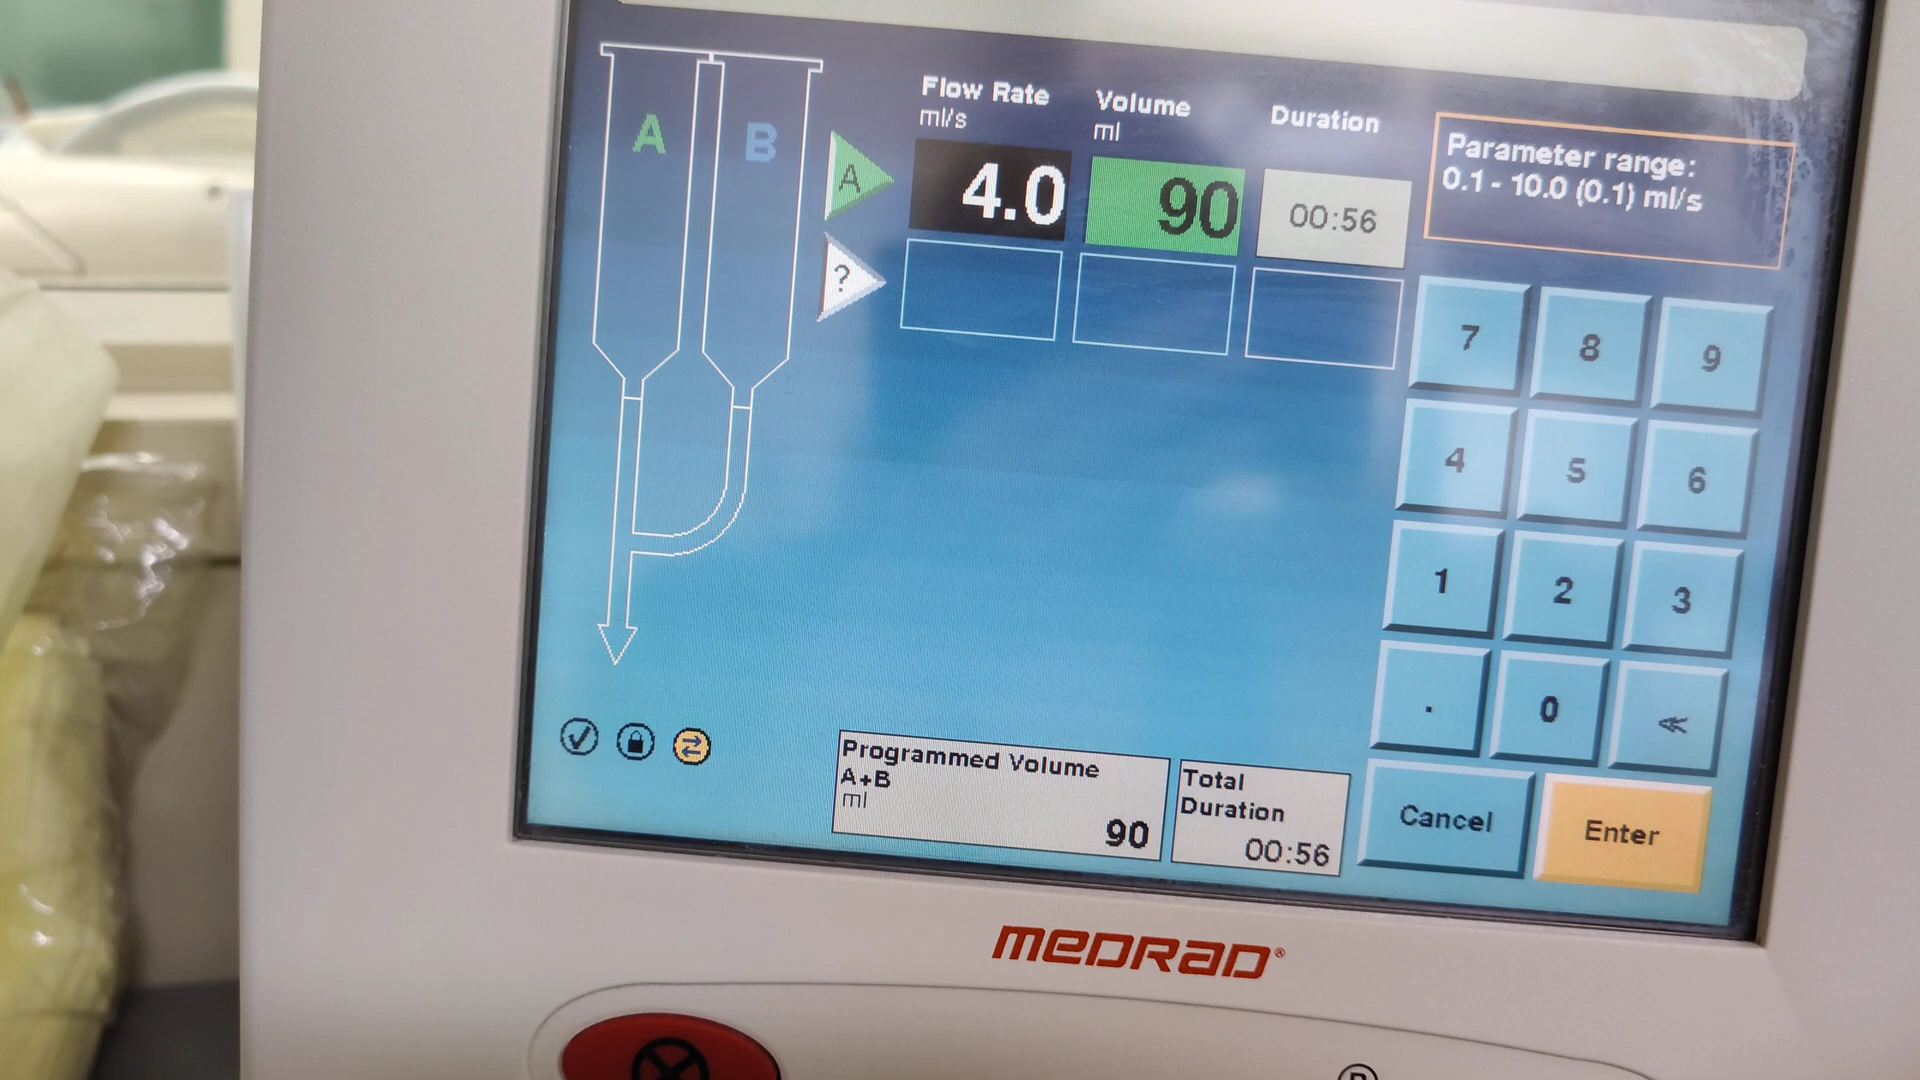 A
B
Flow Rate
ml/s
Volume
ml
Duration
A
4.0
90
00:56
?
Parameter range:
0.1 - 10.0 (0.1) ml/s
7
8
9
4
5
6
1
2
3
.
0
≪
Programmed Volume
A+B
ml
90
Total
Duration
00:56
Cancel
Enter
MEDRAD®